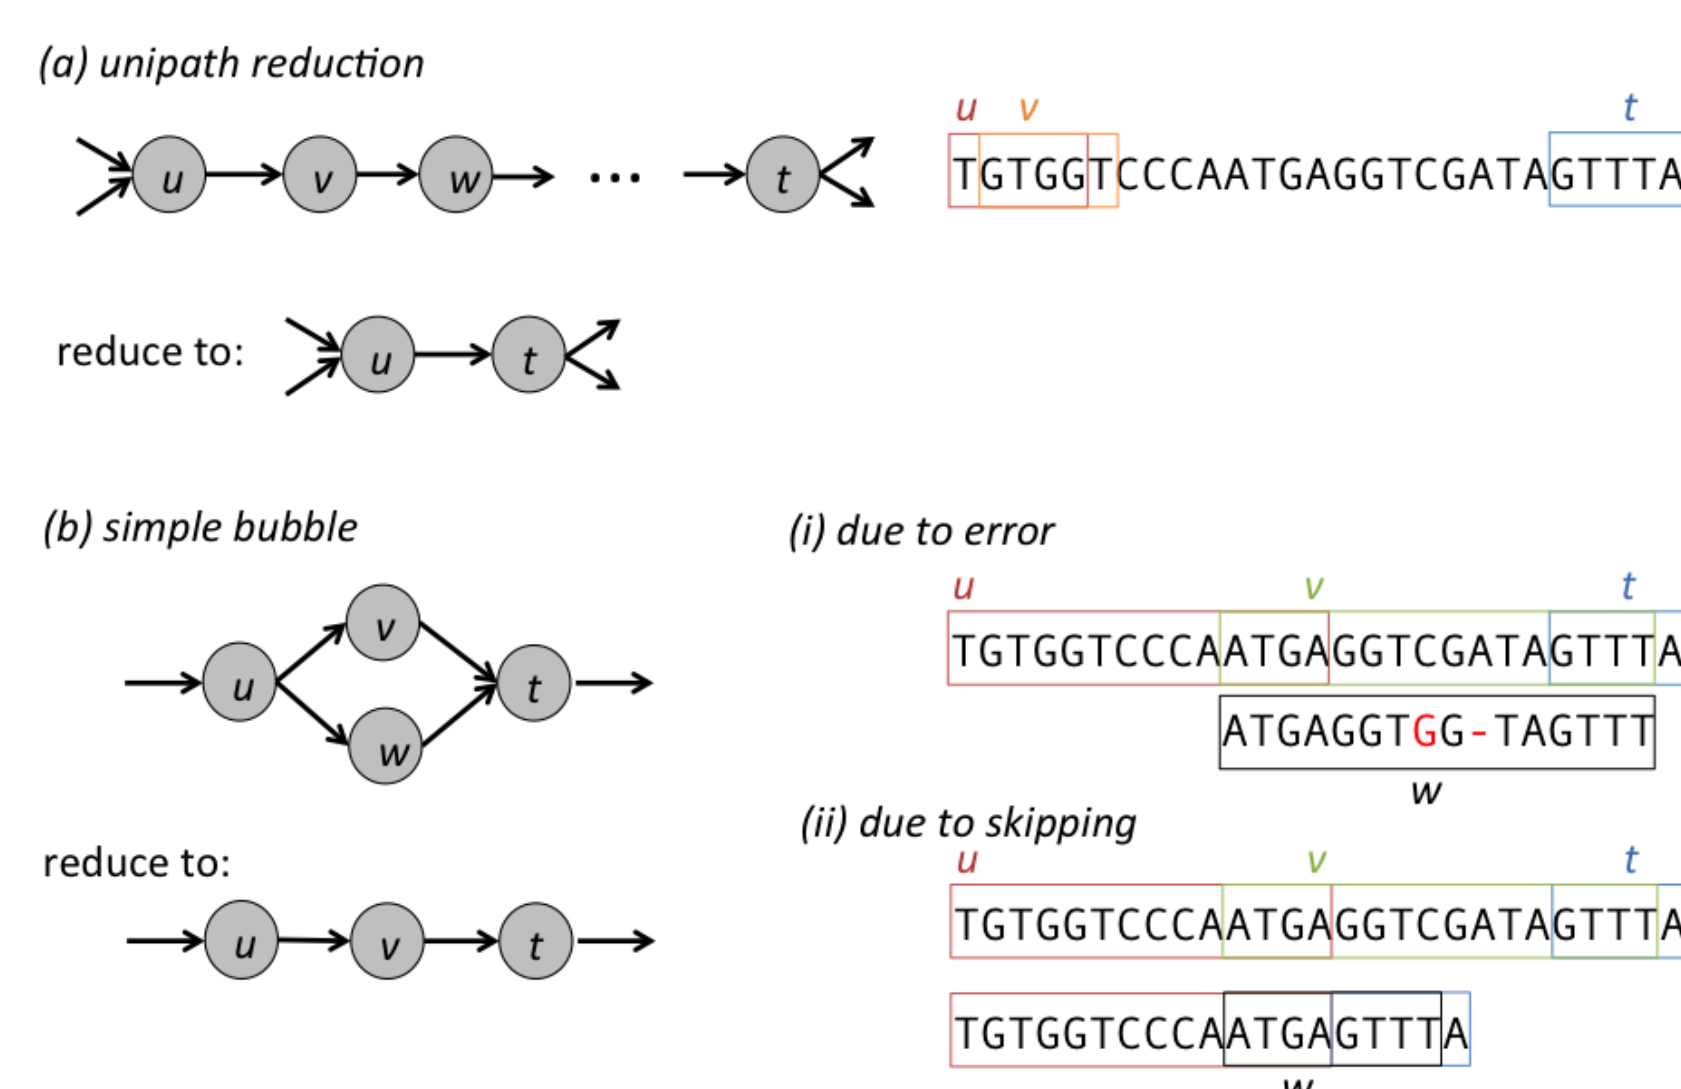 (a) unipath reduction
u v t
TGTGGTCCCAATGAGGTCGATAGTTTA
u v w ... t
reduce to:
u t
(b) simple bubble
(i) due to error
u v t
TGTGGTCCCAATGAGGTCGATAGTTTA
ATGAGGTGG-TAGTTT
w
u v w t
(ii) due to skipping
u v t
TGTGGTCCCAATGAGGTCGATAGTTTA
TGTGGTCCCAATGAGTTTA
w
reduce to:
u v t